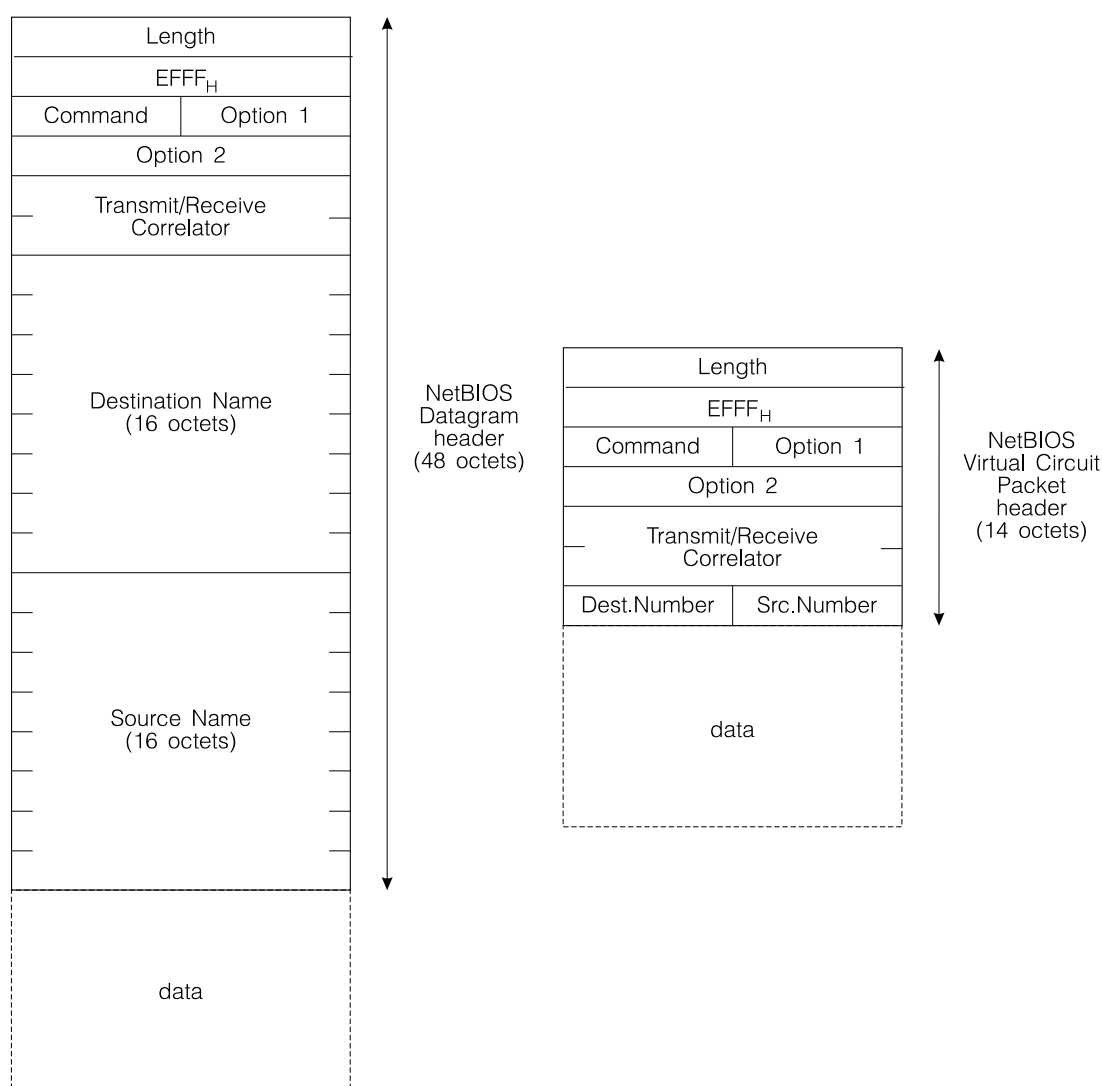 Length
EFFFH
Command Option 1
Option 2
Transmit/Receive
Correlator
Destination Name
(16 octets)
Source Name
(16 octets)
data
NetBIOS
Datagram
header
(48 octets)
Length
EFFFH
Command Option 1
Option 2
Transmit/Receive
Correlator
Dest.Number Src.Number
data
NetBIOS
Virtual Circuit
Packet
header
(14 octets)